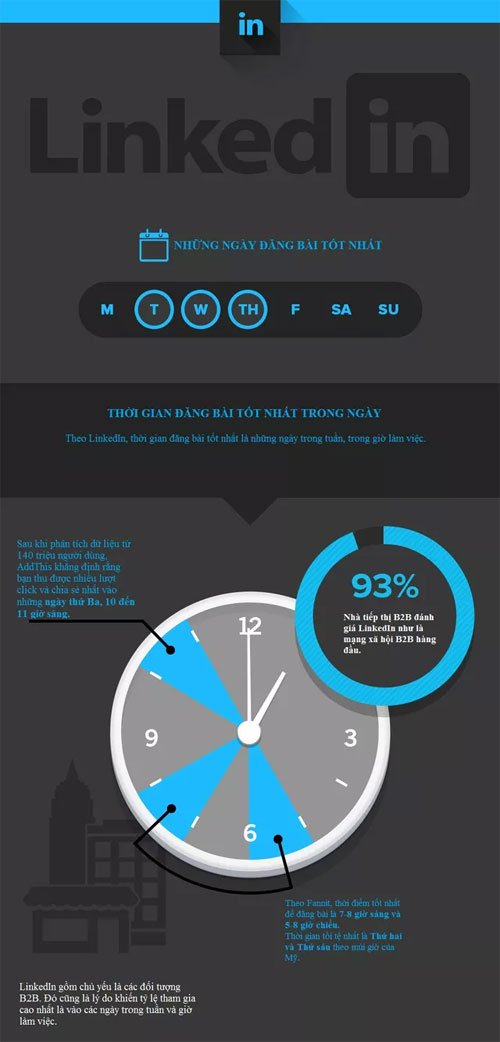 in
Linked in
NHỮNG NGÀY ĐĂNG BÀI TỐT NHẤT
M T W TH F SA SU
THỜI GIAN ĐĂNG BÀI TỐT NHẤT TRONG NGÀY
Theo LinkedIn, thời gian đăng bài tốt nhất là những ngày trong tuần, trong giờ làm việc.
Sau khi phân tích dữ liệu từ
140 triệu người dùng,
AddThis khẳng định rằng
bạn thu được nhiều lượt
click và chia sẻ nhất vào
những ngày thứ Ba, 10 đến
11 giờ sáng.
93%
Nhà tiếp thị B2B đánh
giá LinkedIn như là
mạng xã hội B2B hàng
đầu.
12
9
3
6
Theo Fannit, thời điểm tốt nhất
để đăng bài là 7-8 giờ sáng và
5-8 giờ chiều.
Thời gian tồi tệ nhất là Thứ hai
và Thứ sáu theo múi giờ của
Mỹ.
LinkedIn gồm chủ yếu là các đối tượng
B2B. Đó cũng là lý do khiến tỷ lệ tham gia
cao nhất là vào các ngày trong tuần và giờ
làm việc.